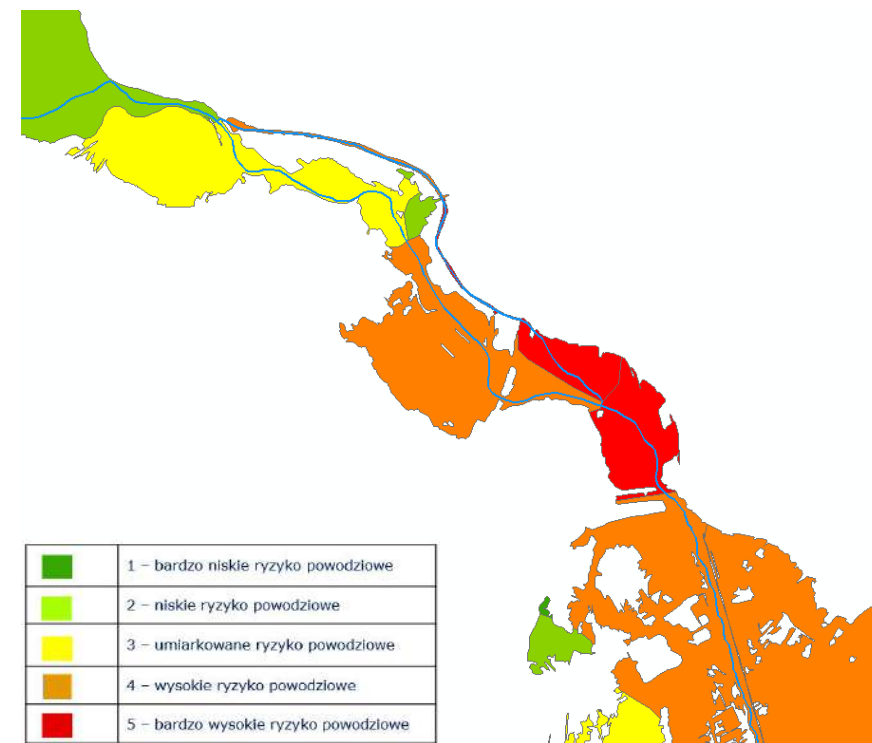 1 – bardzo niskie ryzyko powodziowe
2 – niskie ryzyko powodziowe
3 – umiarkowane ryzyko powodziowe
4 – wysokie ryzyko powodziowe
5 – bardzo wysokie ryzyko powodziowe